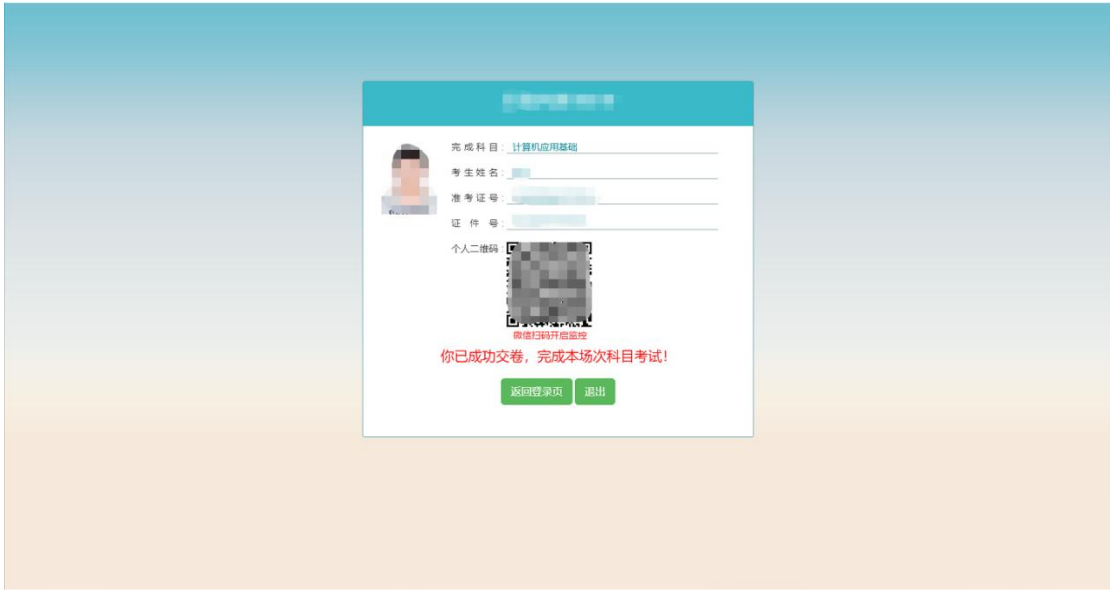 完成科目：计算机应用基础
考生姓名：
准考证号：
证 件 号：
个人二维码：
微信扫码开启监控
你已成功交卷，完成本场次科目考试！
返回登录页 退出